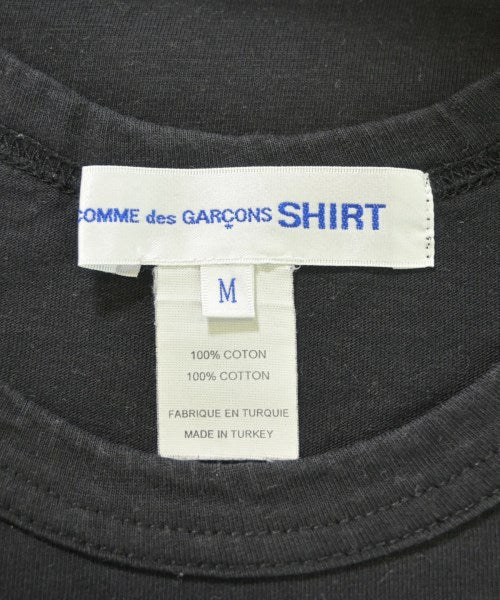 COMME des GARÇONS SHIRT
M
100% COTON
100% COTTON
FABRIQUE EN TURQUIE
MADE IN TURKEY